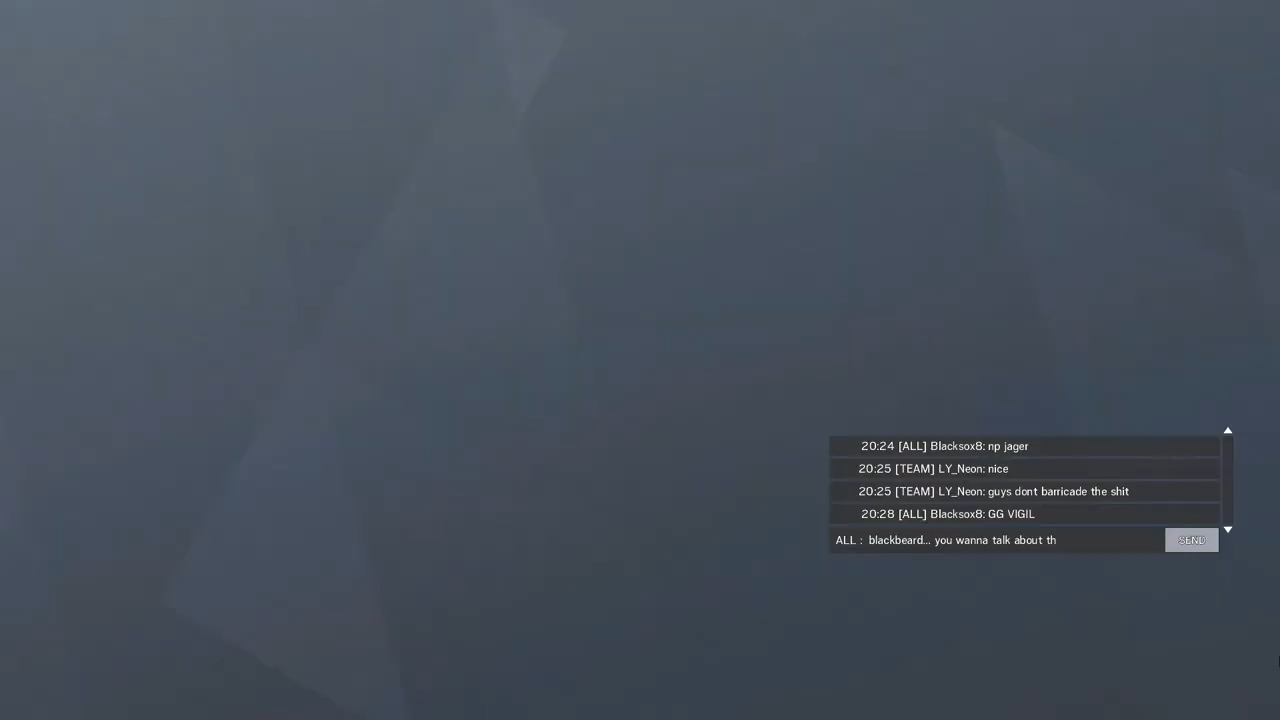 20:24 [ALL] Blacksox8: np jager
20:25 [TEAM] LY_Neon: nice
20:25 [TEAM] LY_Neon: guys dont barricade the shit
20:28 [ALL] Blacksox8: GG VIGIL
ALL : blackbeard... you wanna talk about th SEND